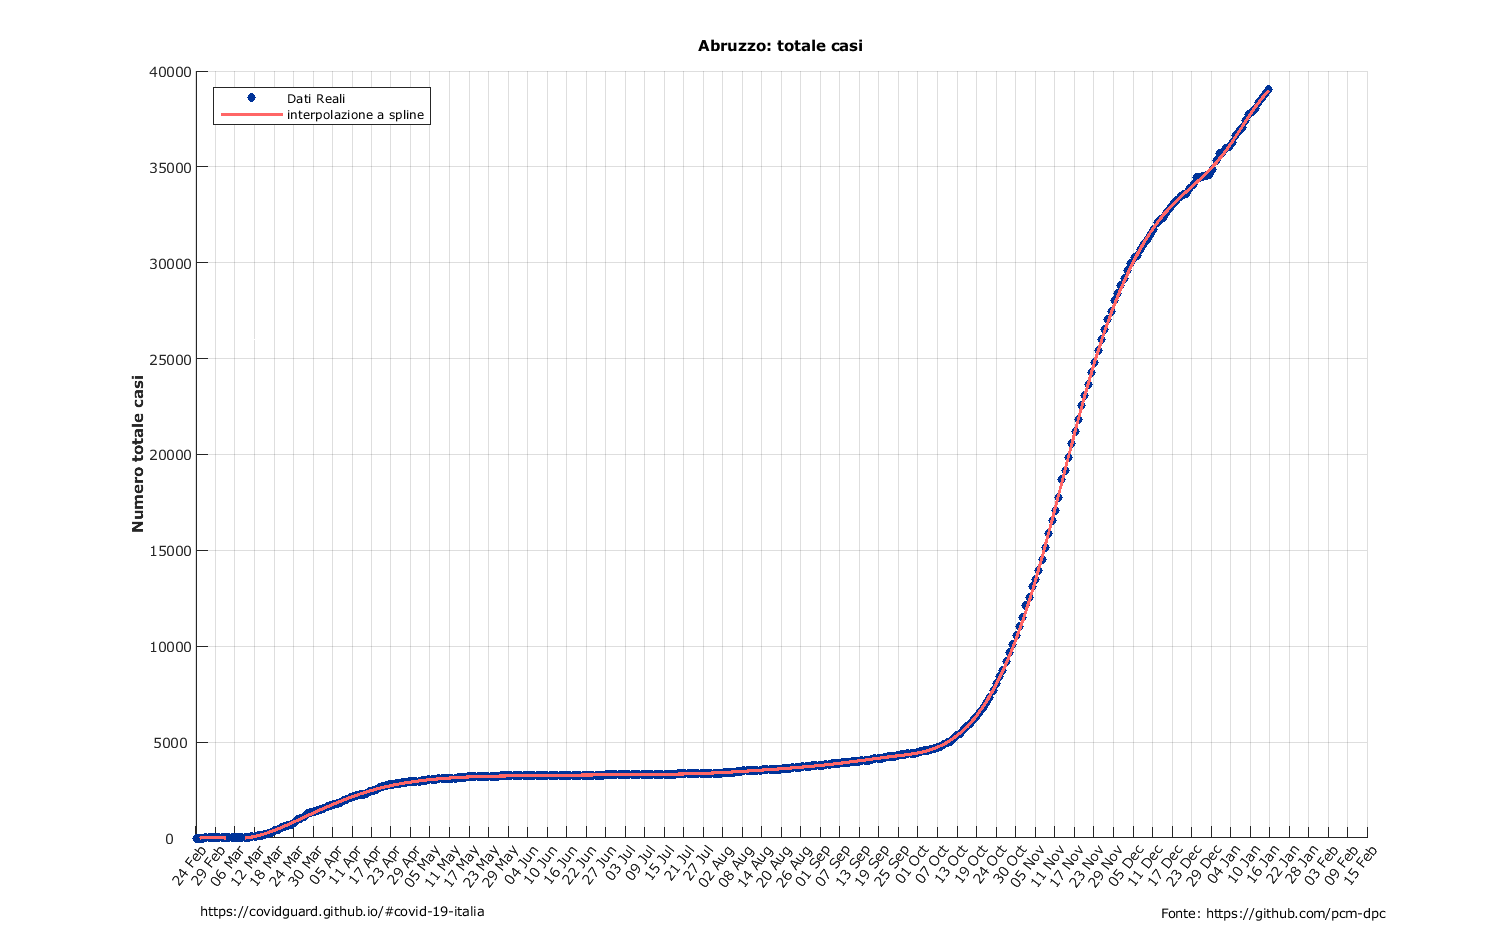 Abruzzo: totale casi
Dati Reali
interpolazione a spline
Numero totale casi
40000
35000
30000
25000
20000
15000
10000
5000
0
24 Feb
29 Feb
06 Mar
12 Mar
18 Mar
24 Mar
30 Mar
05 Apr
11 Apr
17 Apr
23 Apr
29 Apr
05 May
11 May
17 May
23 May
29 May
04 Jun
10 Jun
16 Jun
22 Jun
27 Jun
03 Jul
09 Jul
15 Jul
21 Jul
27 Jul
02 Aug
08 Aug
14 Aug
20 Aug
26 Aug
01 Sep
07 Sep
13 Sep
19 Sep
25 Oct
01 Oct
07 Oct
13 Oct
19 Oct
24 Oct
30 Oct
05 Nov
11 Nov
17 Nov
23 Nov
29 Dec
05 Dec
11 Dec
17 Dec
23 Dec
29 Dec
04 Jan
10 Jan
16 Jan
22 Jan
28 Jan
03 Feb
09 Feb
15 Feb
https://covidguard.github.io/#covid-19-italia
Fonte: https://github.com/pcm-dpc